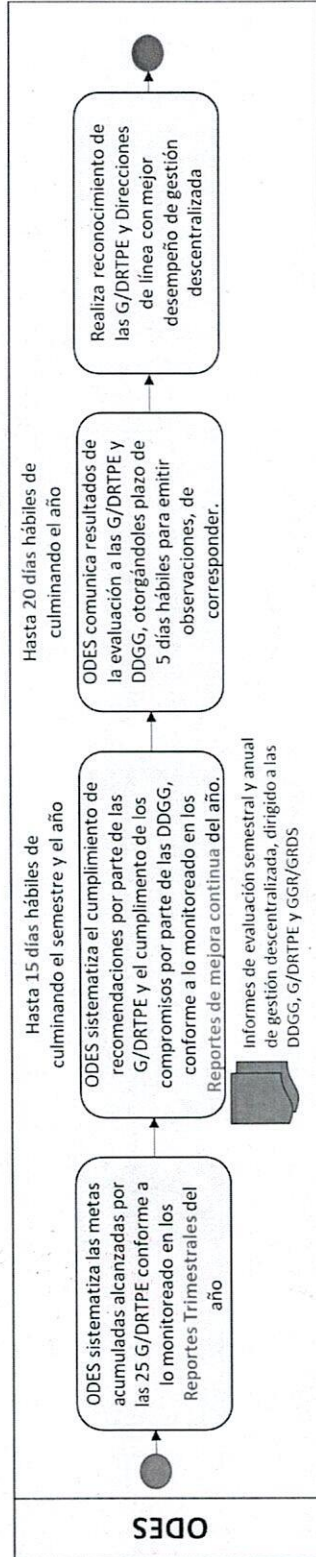 ODES
ODES sistematiza las metas
acumuladas alcanzadas por
las 25 G/DRTPE conforme a
lo monitoreado en los
Reportes Trimestrales del
año
Hasta 15 días hábiles de
culminando el semestre y el año
ODES sistematiza el cumplimiento de
recomendaciones por parte de las
G/DRTPE y el cumplimento de los
compromisos por parte de las DDGG,
conforme a lo monitoreado en los
Reportes de mejora continua del año.
Informes de evaluación semestral y anual
de gestión descentralizada, dirigido a las
DDGG, G/DRTPE y GGR/GRDS
Hasta 20 días hábiles de
culminando el año
ODES comunica resultados de
la evaluación a las G/DRTPE y
DDGG, otorgándoles plazo de
5 días hábiles para emitir
observaciones, de
corresponder.
Realiza reconocimiento de
las G/DRTPE y Direcciones
de línea con mejor
desempeño de gestión
descentralizada